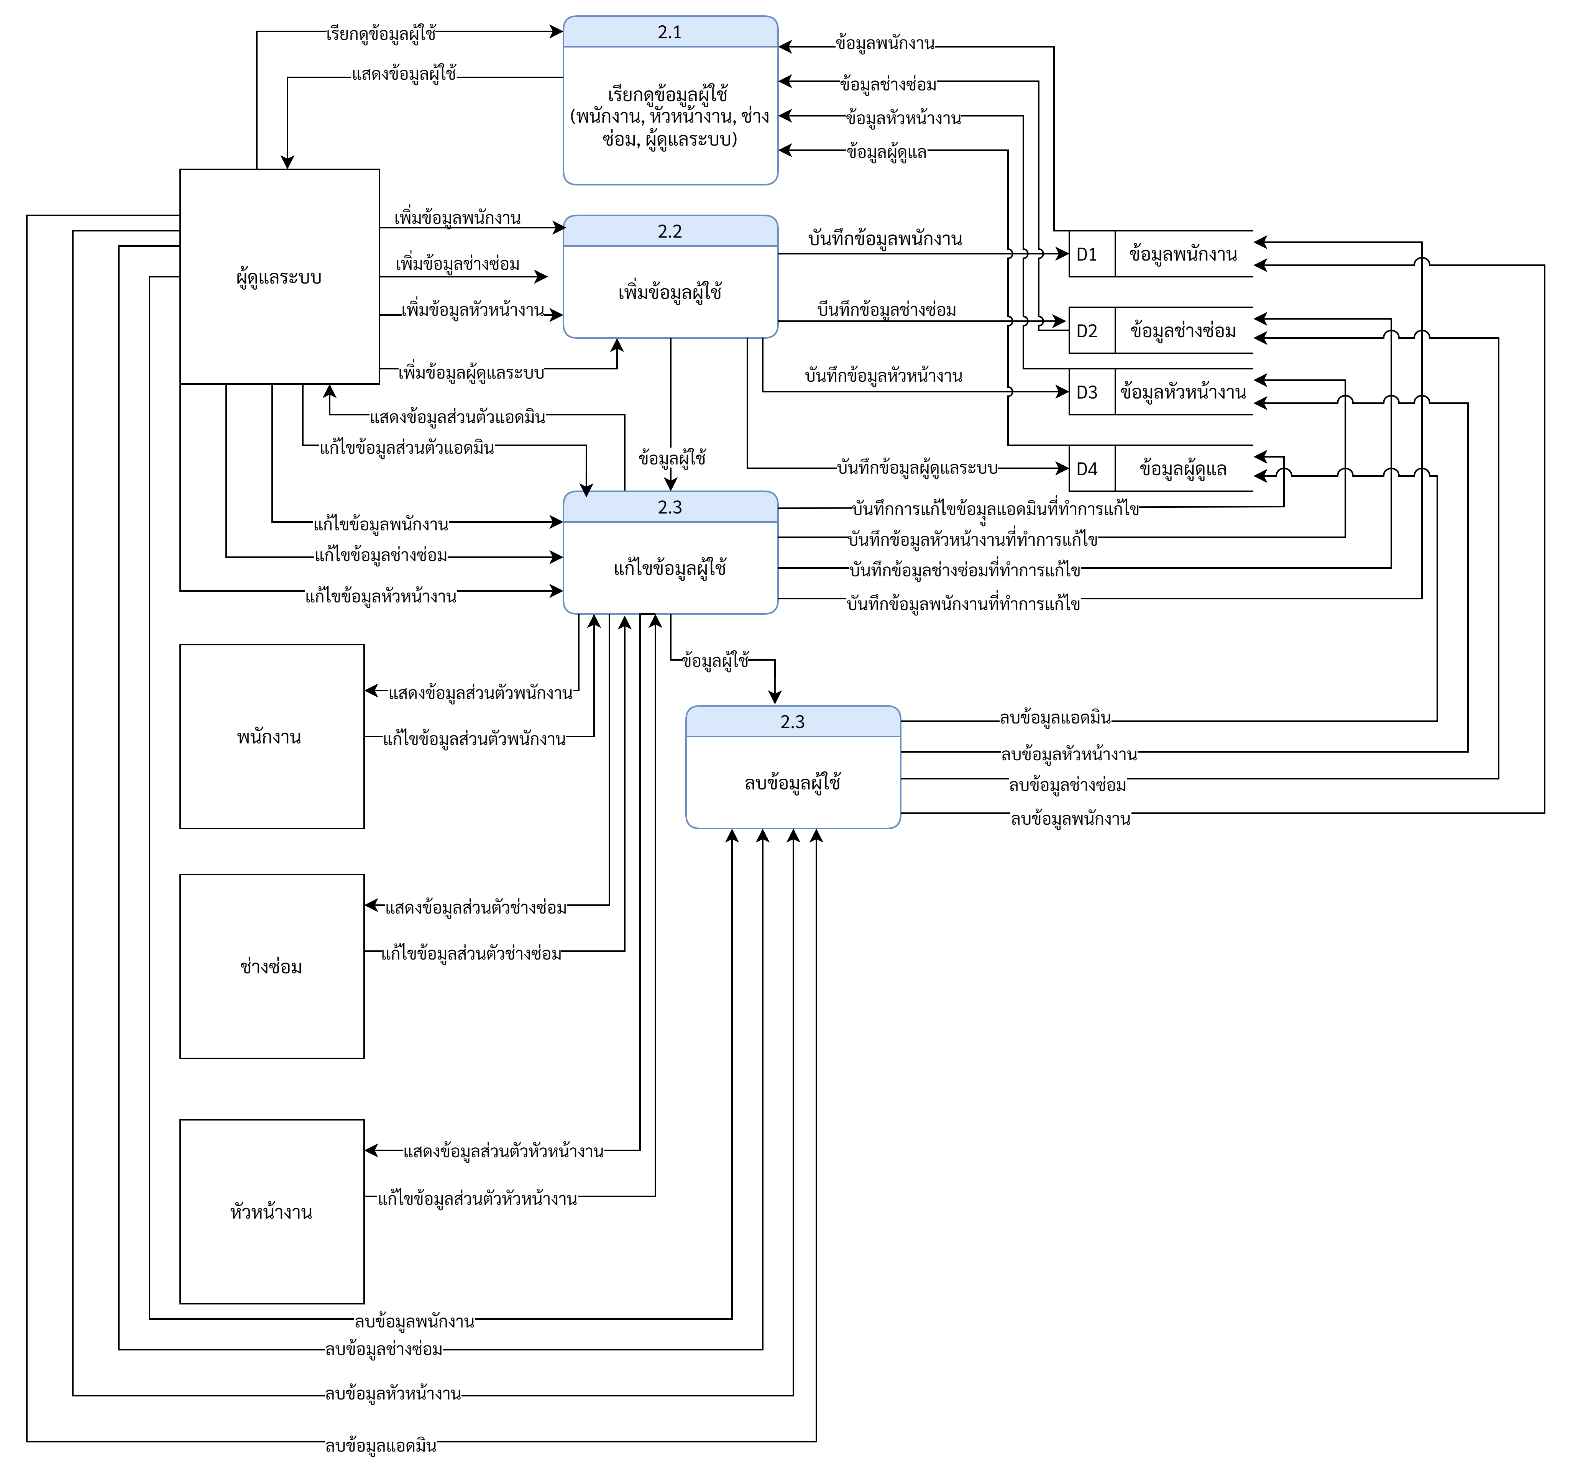 เรียกดูข้อมูลผู้ใช้
แสดงข้อมูลผู้ใช้
2.1
เรียกดูข้อมูลผู้ใช้
(พนักงาน, หัวหน้างาน, ช่าง
ซ่อม, ผู้ดูแลระบบ)
ข้อมูลพนักงาน
ข้อมูลช่างซ่อม
ข้อมูลหัวหน้างาน
ข้อมูลผู้ดูแล
ผู้ดูแลระบบ
เพิ่มข้อมูลพนักงาน
เพิ่มข้อมูลช่างซ่อม
เพิ่มข้อมูลหัวหน้างาน
เพิ่มข้อมูลผู้ดูแลระบบ
2.2
เพิ่มข้อมูลผู้ใช้
บันทึกข้อมูลพนักงาน
บึนทึกข้อมูลช่างซ่อม
บันทึกข้อมูลหัวหน้างาน
บันทึกข้อมูลผู้ดูแลระบบ
D1
ข้อมูลพนักงาน
D2
ข้อมูลช่างซ่อม
D3
ข้อมูลหัวหน้างาน
D4
ข้อมูลผู้ดูแล
แสดงข้อมูลส่วนตัวแอดมิน
แก้ไขข้อมูลส่วนตัวแอดมิน
ข้อมูลผู้ใช้
แก้ไขข้อมูลพนักงาน
แก้ไขข้อมูลช่างซ่อม
แก้ไขข้อมูลหัวหน้างาน
2.3
แก้ไขข้อมูลผู้ใช้
บันทึกการแก้ไขข้อมูลแอดมินที่ทำการแก้ไข
บันทึกข้อมูลหัวหน้างานที่ทำการแก้ไข
บันทึกข้อมูลช่างซ่อมที่ทำการแก้ไข
บันทึกข้อมูลพนักงานที่ทำการแก้ไข
พนักงาน
แสดงข้อมูลส่วนตัวพนักงาน
แก้ไขข้อมูลส่วนตัวพนักงาน
ข้อมูลผู้ใช้
2.3
ลบข้อมูลผู้ใช้
ลบข้อมูลแอดมิน
ลบข้อมูลหัวหน้างาน
ลบข้อมูลช่างซ่อม
ลบข้อมูลพนักงาน
ช่างซ่อม
แสดงข้อมูลส่วนตัวช่างซ่อม
แก้ไขข้อมูลส่วนตัวช่างซ่อม
หัวหน้างาน
แสดงข้อมูลส่วนตัวหัวหน้างาน
แก้ไขข้อมูลส่วนตัวหัวหน้างาน
ลบข้อมูลพนักงาน
ลบข้อมูลช่างซ่อม
ลบข้อมูลหัวหน้างาน
ลบข้อมูลแอดมิน